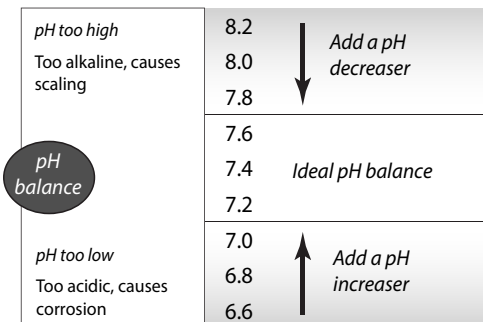 pH too high
Too alkaline, causes
scaling
8.2
8.0
7.8
Add a pH
decreaser
pH
balance
7.6
7.4
7.2
Ideal pH balance
pH too low
Too acidic, causes
corrosion
7.0
6.8
6.6
Add a pH
increaser